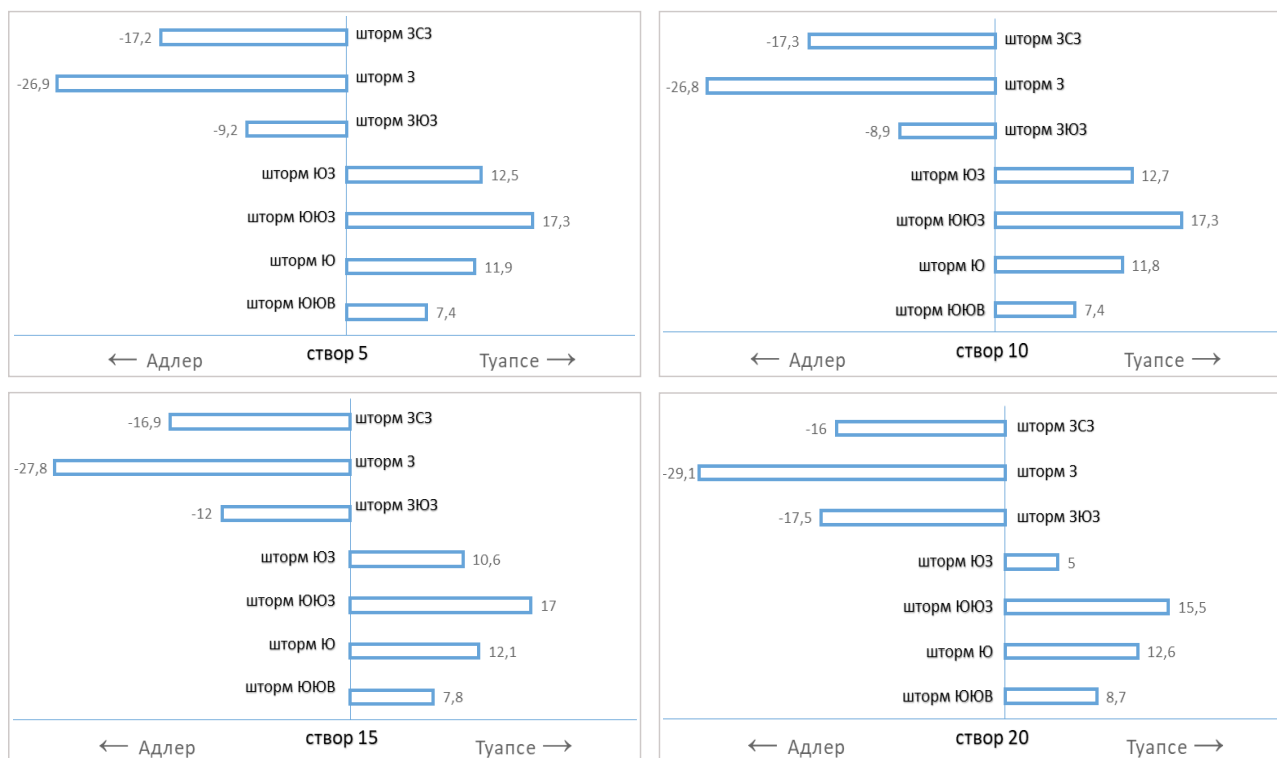 -17,2 шторм ЗСЗ
-26,9 шторм З
-9,2 шторм ЗЮЗ
шторм ЮЗ 12,5
шторм ЮЮЗ 17,3
шторм Ю 11,9
шторм ЮЮВ 7,4
← Адлер створ 5 Туапсе →
-17,3 шторм ЗСЗ
-26,8 шторм З
-8,9 шторм ЗЮЗ
шторм ЮЗ 12,7
шторм ЮЮЗ 17,3
шторм Ю 11,8
шторм ЮЮВ 7,4
← Адлер створ 10 Туапсе →
-16,9 шторм ЗСЗ
-27,8 шторм З
-12 шторм ЗЮЗ
шторм ЮЗ 10,6
шторм ЮЮЗ 17
шторм Ю 12,1
шторм ЮЮВ 7,8
← Адлер створ 15 Туапсе →
-16 шторм ЗСЗ
-29,1 шторм З
-17,5 шторм ЗЮЗ
шторм ЮЗ 5
шторм ЮЮЗ 15,5
шторм Ю 12,6
шторм ЮЮВ 8,7
← Адлер створ 20 Туапсе →